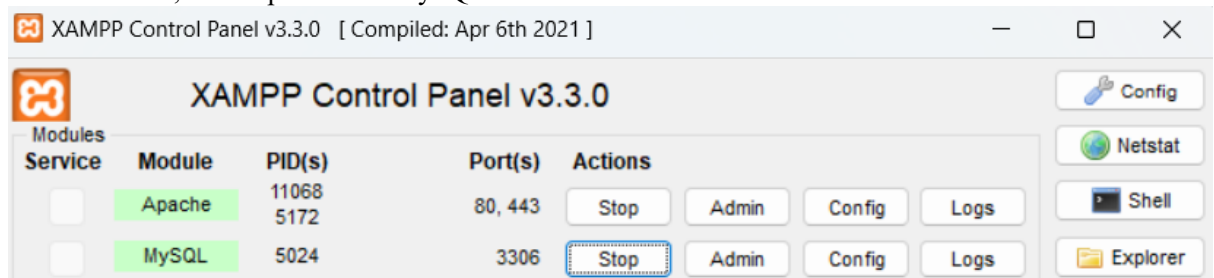 XAMPP Control Panel v3.3.0 [ Compiled: Apr 6th 2021 ]
XAMPP Control Panel v3.3.0
Config
Modules
Netstat
Service Module PID(s) Port(s) Actions
Apache 11068 5172 80, 443 Stop Admin Config Logs
Shell
MySQL 5024 3306 Stop Admin Config Logs
Explorer